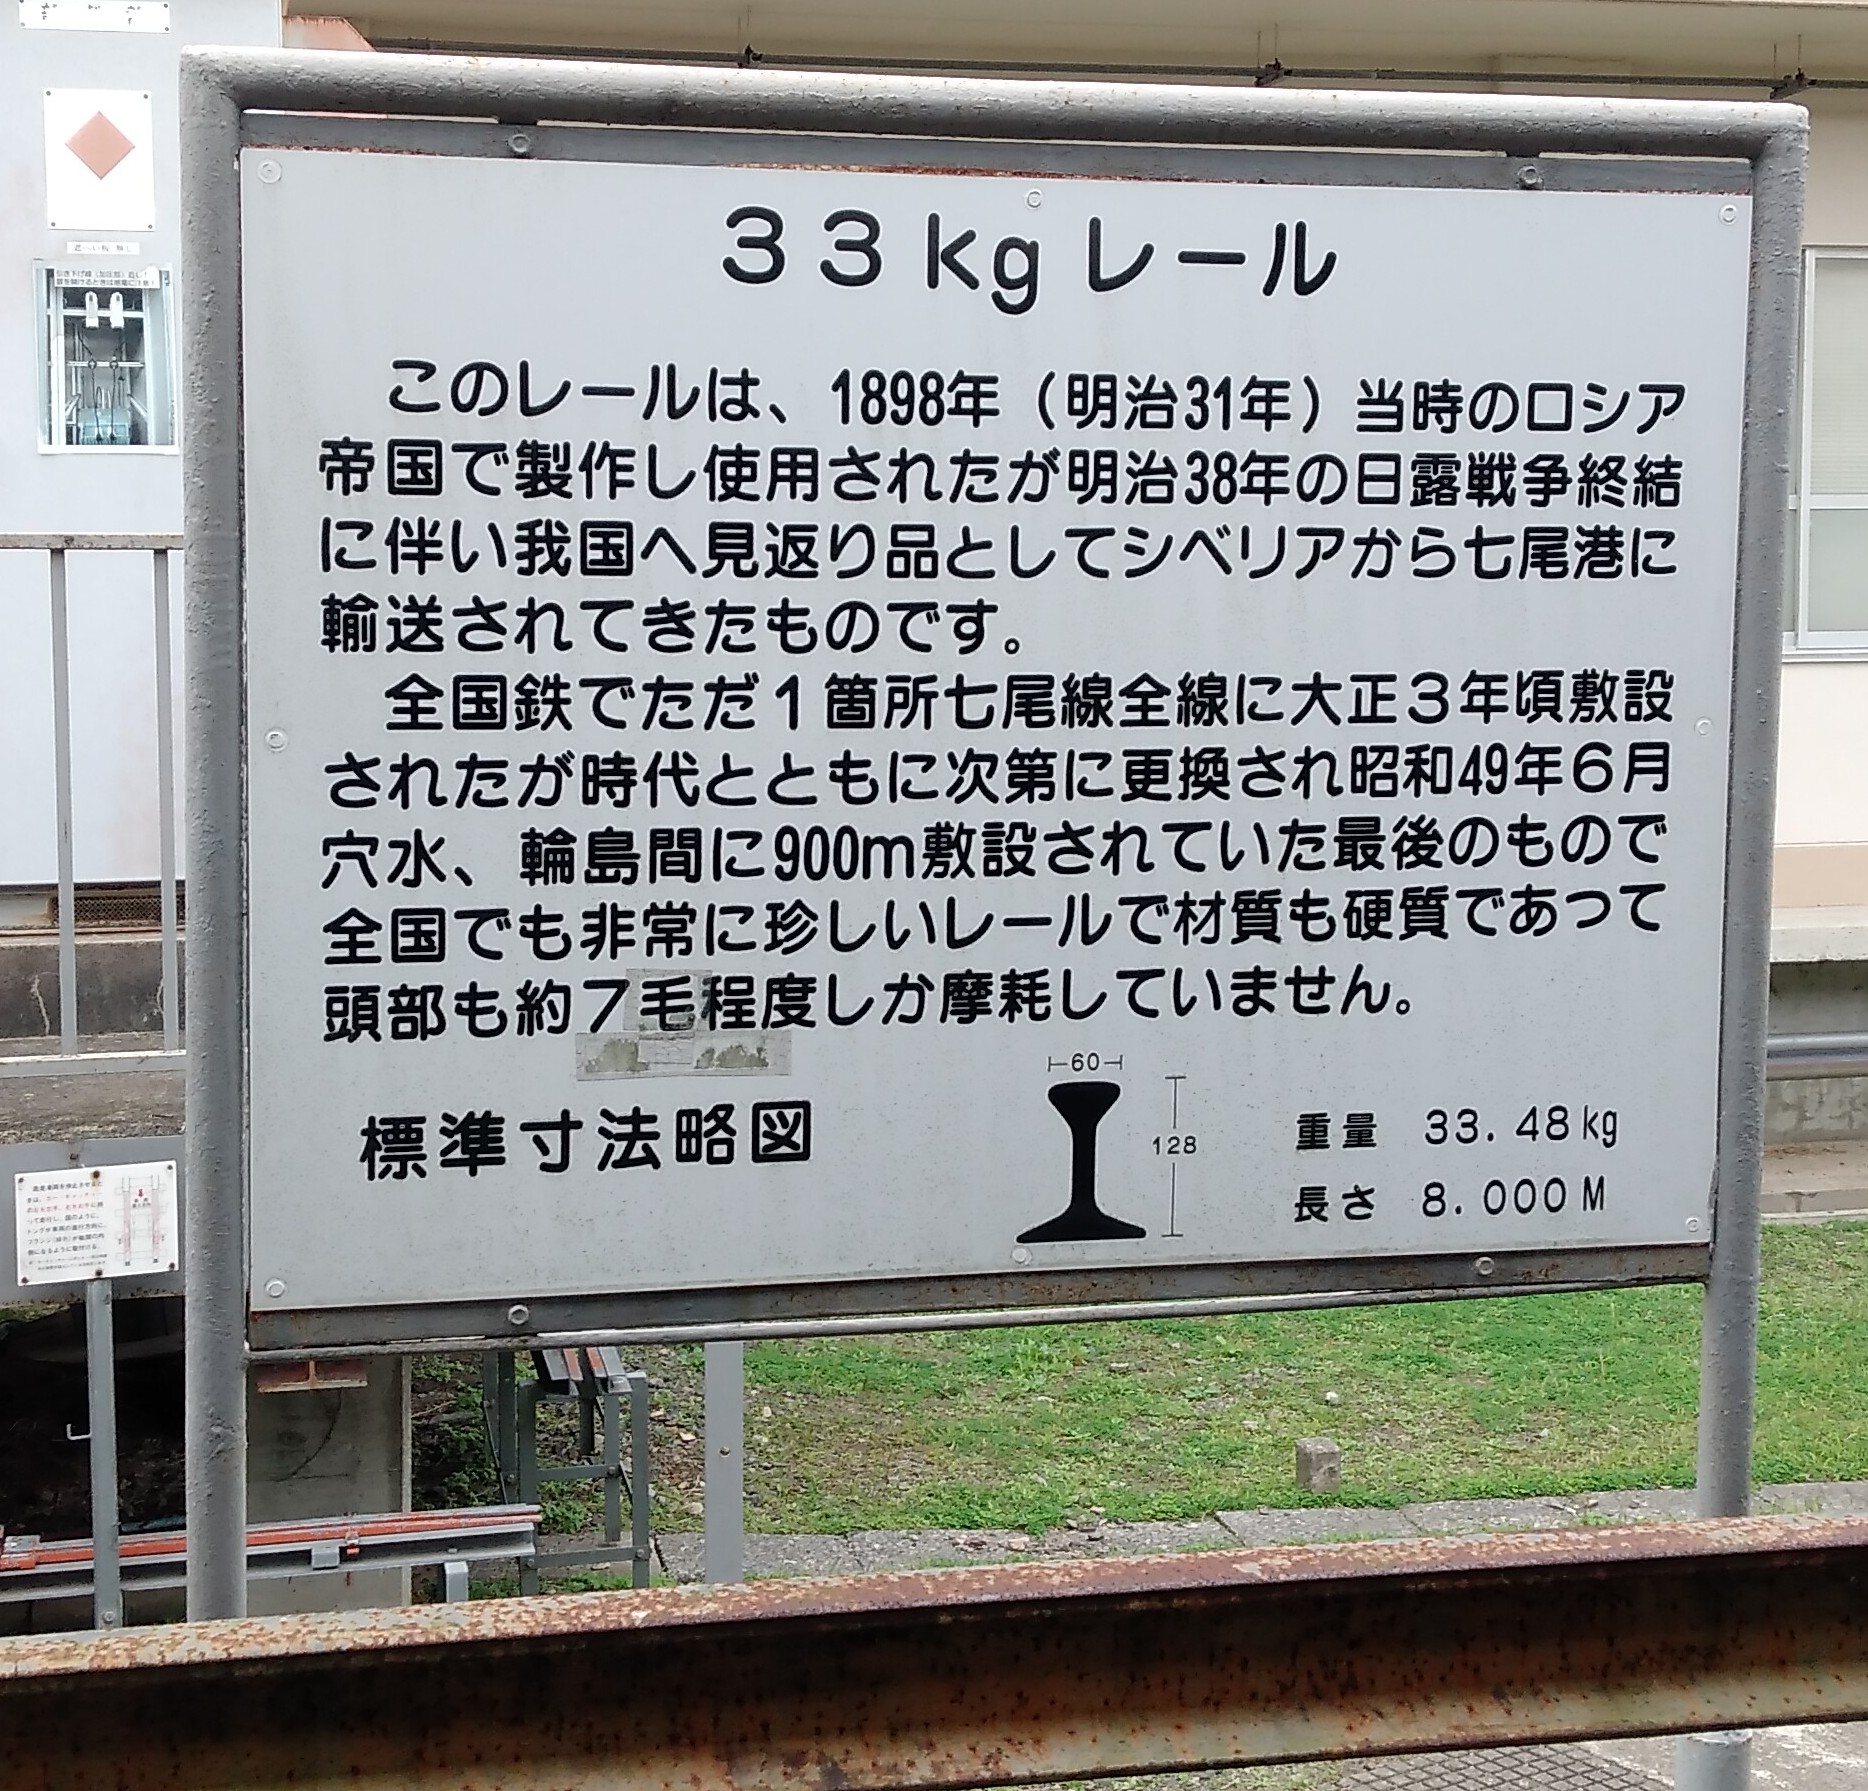 33kgレール
このレールは、1898年（明治31年）当時のロシア
帝国で製作し使用されたが明治38年の日露戦争終結
に伴い我国へ見返り品としてシベリアから七尾港に
輸送されてきたものです。
全国鉄でただ1箇所七尾線全線に大正3年頃敷設
されたが時代とともに次第に更換され昭和49年6月
穴水、輪島間に900m敷設されていた最後のもので
全国でも非常に珍しいレールで材質も硬質であつて
頭部も約7毛程度しか摩耗していません。
標準寸法略図
60
128
重量 33.48kg
長さ 8.000M